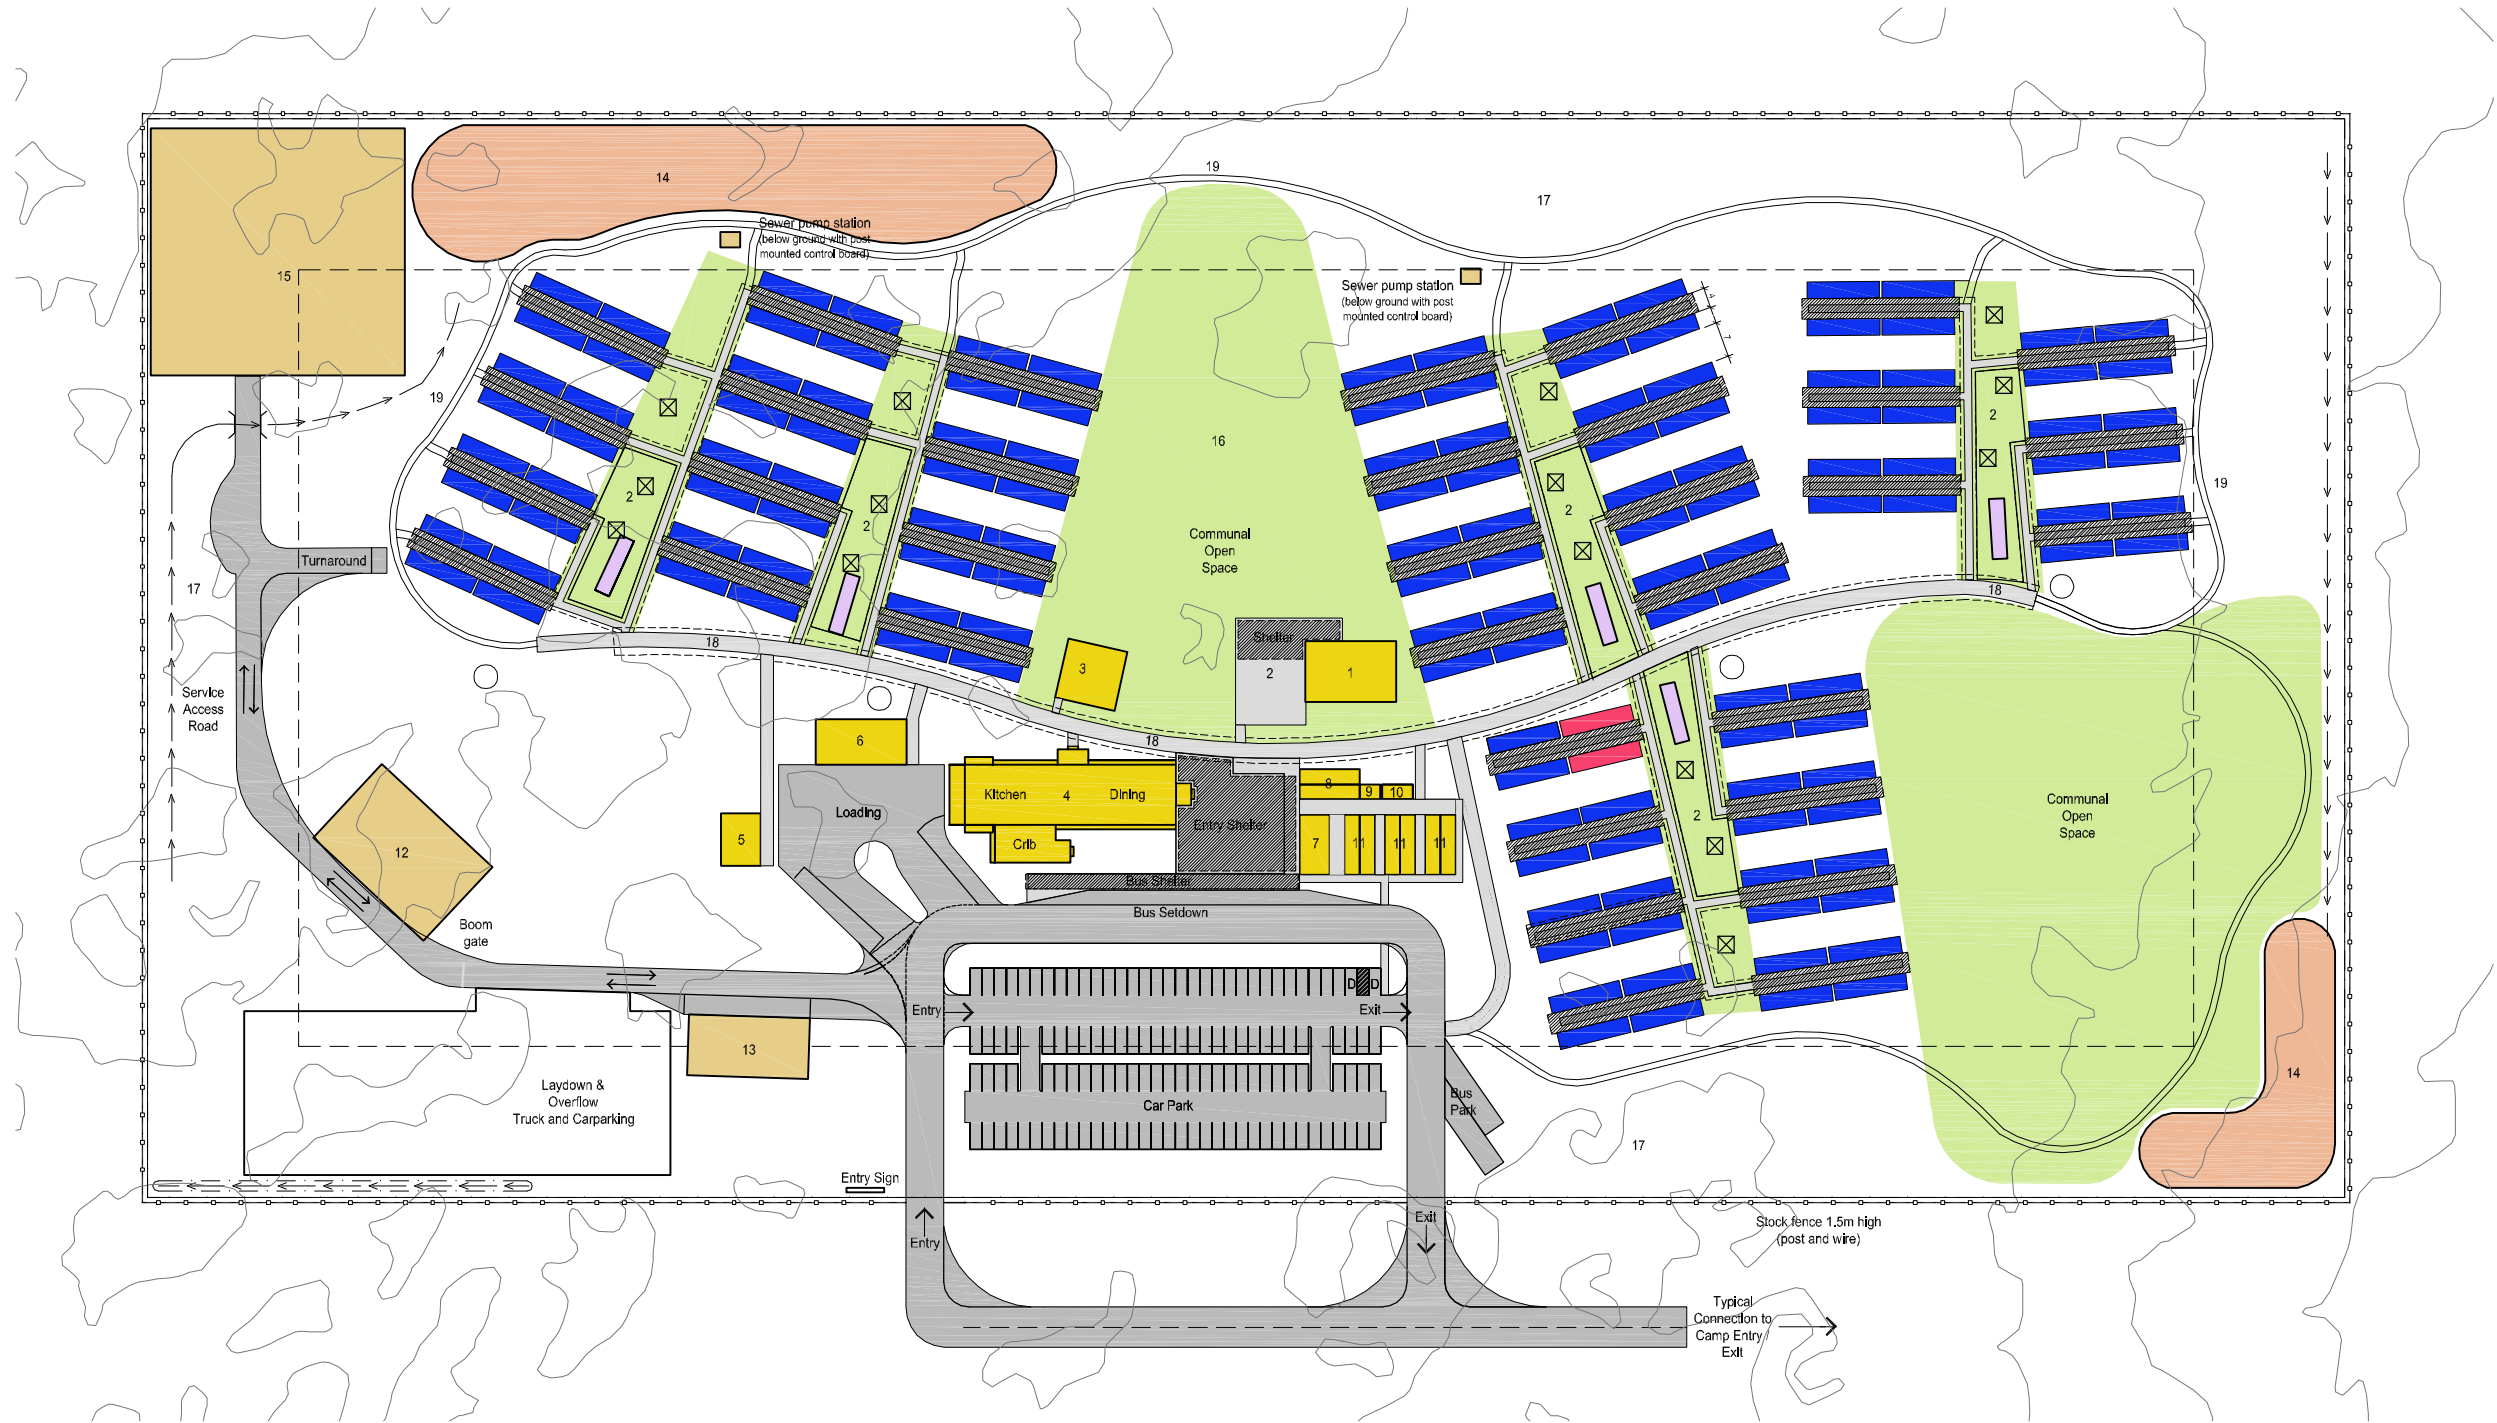 19
14
17
Sewer pump station
(below ground with post
mounted control board)
15
Sewer pump station
(below ground with post
mounted control board)
4
7
19
2
2
16
2
2
19
Communal
Open
Space
Turnaround
17
18
18
18
Shelter
2
1
3
Service
Access
Road
6
Kitchen
4
Dining
Loading
Entry Shelter
Crib
5
8
9
10
7
11
11
11
Communal
Open
Space
2
12
Bus Shelter
Bus Setdown
Boom
gate
D
D
Entry
Exit
13
14
Laydown &
Overflow
Truck and Carparking
Car Park
Bus
Park
17
Entry Sign
Entry
Exit
Stock fence 1.5m high
(post and wire)
Typical
Connection to
Camp Entry /
Exit